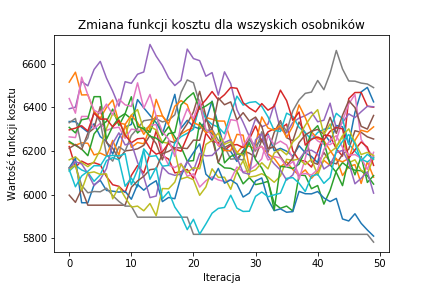 Zmiana funkcji kosztu dla wszyskich osobników
Wartość funkcji kosztu
6600
6400
6200
6000
5800
0 10 20 30 40 50
Iteracja